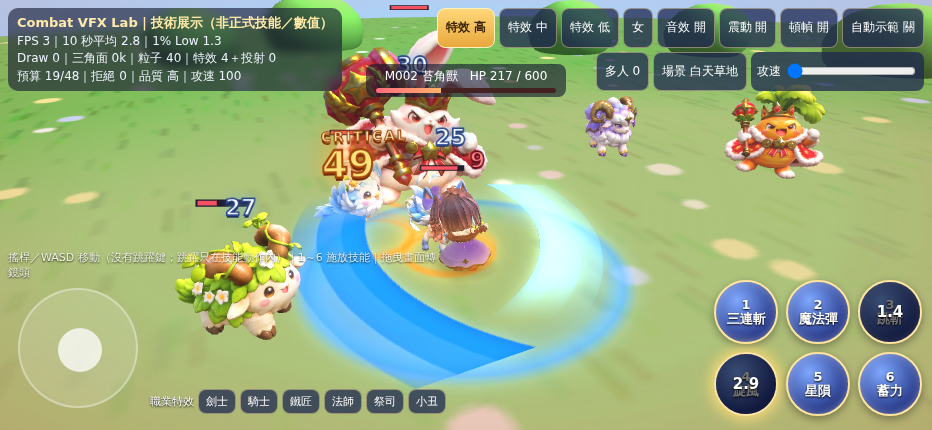 Combat VFX Lab｜技術展示（非正式技能／數值）
FPS 3｜10 秒平均 2.8｜1% Low 1.3
Draw 0｜三角面 0k｜粒子 40｜特效 4＋投射 0
預算 19/48｜拒絕 0｜品質 高｜攻速 100
特效 高
特效 中
特效 低
女
音效 開
震動 開
頓幀 開
自動示範 關
多人 0
場景 白天草地
攻速
30
M002 苔角獸 HP 217 / 600
CRITICAL
49
25
9
27
搖桿／WASD 移動（沒有跳躍鍵；跳躍只在技能動作內）｜1～6 施放技能｜拖曳畫面轉
鏡頭
1
三連斬
2
魔法彈
1.4
跳斬
2.9
旋風
5
星隕
6
蓄力
職業特效
劍士
騎士
鐵匠
法師
祭司
小丑